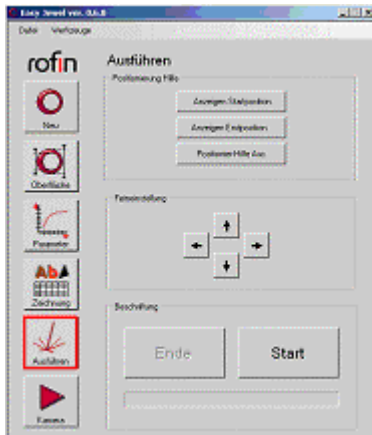 Easy Jewel ver. 0.6.0
Datei Werkzeuge
rofin
Ausführen
Positionierung Hilfe
Anzeigen Startposition
Anzeigen Endposition
Positionier Hilfe Aus
Neu
Oberfläche
Parameter
AbA
Zeichnung
Ausführen
Kamera
Feineinstellung
Beschriftung
Ende
Start